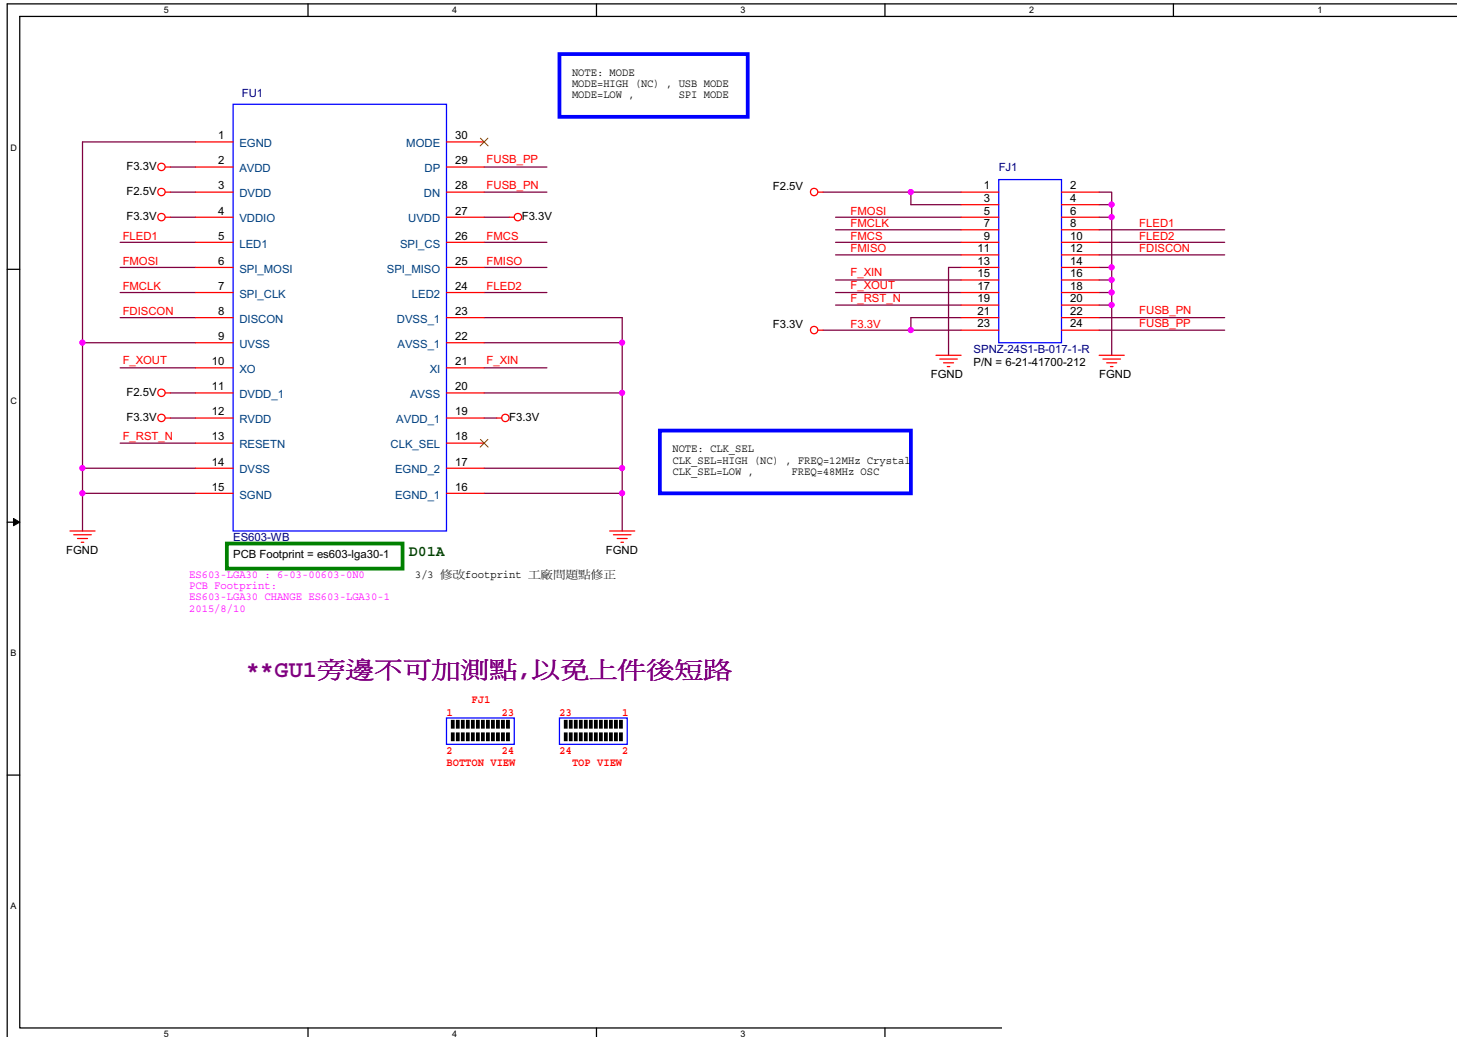 5 4 3 2 1
D
C
B
A
NOTE: MODE
MODE=HIGH (NC) , USB MODE
MODE=LOW , SPI MODE
FU1
1 EGND
F3.3V 2 AVDD
F2.5V 3 DVDD
F3.3V 4 VDDIO
FLED1 5 LED1
FMOSI 6 SPI_MOSI
FMCLK 7 SPI_CLK
FDISCON 8 DISCON
9 UVSS
F_XOUT 10 XO
F2.5V 11 DVDD_1
F3.3V 12 RVDD
F_RST_N 13 RESETN
14 DVSS
15 SGND
MODE 30
DP 29 FUSB_PP
DN 28 FUSB_PN
UVDD 27 F3.3V
SPI_CS 26 FMCS
SPI_MISO 25 FMISO
LED2 24 FLED2
DVSS_1 23
AVSS_1 22
XI 21 F_XIN
AVSS 20
AVDD_1 19 F3.3V
CLK_SEL 18
EGND_2 17
EGND_1 16
FGND
FGND
ES603-WB
PCB Footprint = es603-lga30-1
D01A
ES603-LGA30 : 6-03-00603-0N0
PCB Footprint:
ES603-LGA30 CHANGE ES603-LGA30-1
2015/8/10
3/3 修改footprint 工廠問題點修正
FJ1
F2.5V 1 2
3 4
FMOSI 5 6
FMCLK 7 8 FLED1
FMCS 9 10 FLED2
FMISO 11 12 FDISCON
13 14
F_XIN 15 16
F_XOUT 17 18
F_RST_N 19 20
21 22 FUSB_PN
F3.3V F3.3V 23 24 FUSB_PP
SPNZ-24S1-B-017-1-R
P/N = 6-21-41700-212
FGND
FGND
NOTE: CLK_SEL
CLK_SEL=HIGH (NC) , FREQ=12MHz Crystal
CLK_SEL=LOW , FREQ=48MHz OSC
**GU1旁邊不可加測點,以免上件後短路
FJ1
1 23
2 24
BOTTON VIEW
23 1
24 2
TOP VIEW
5 4 3